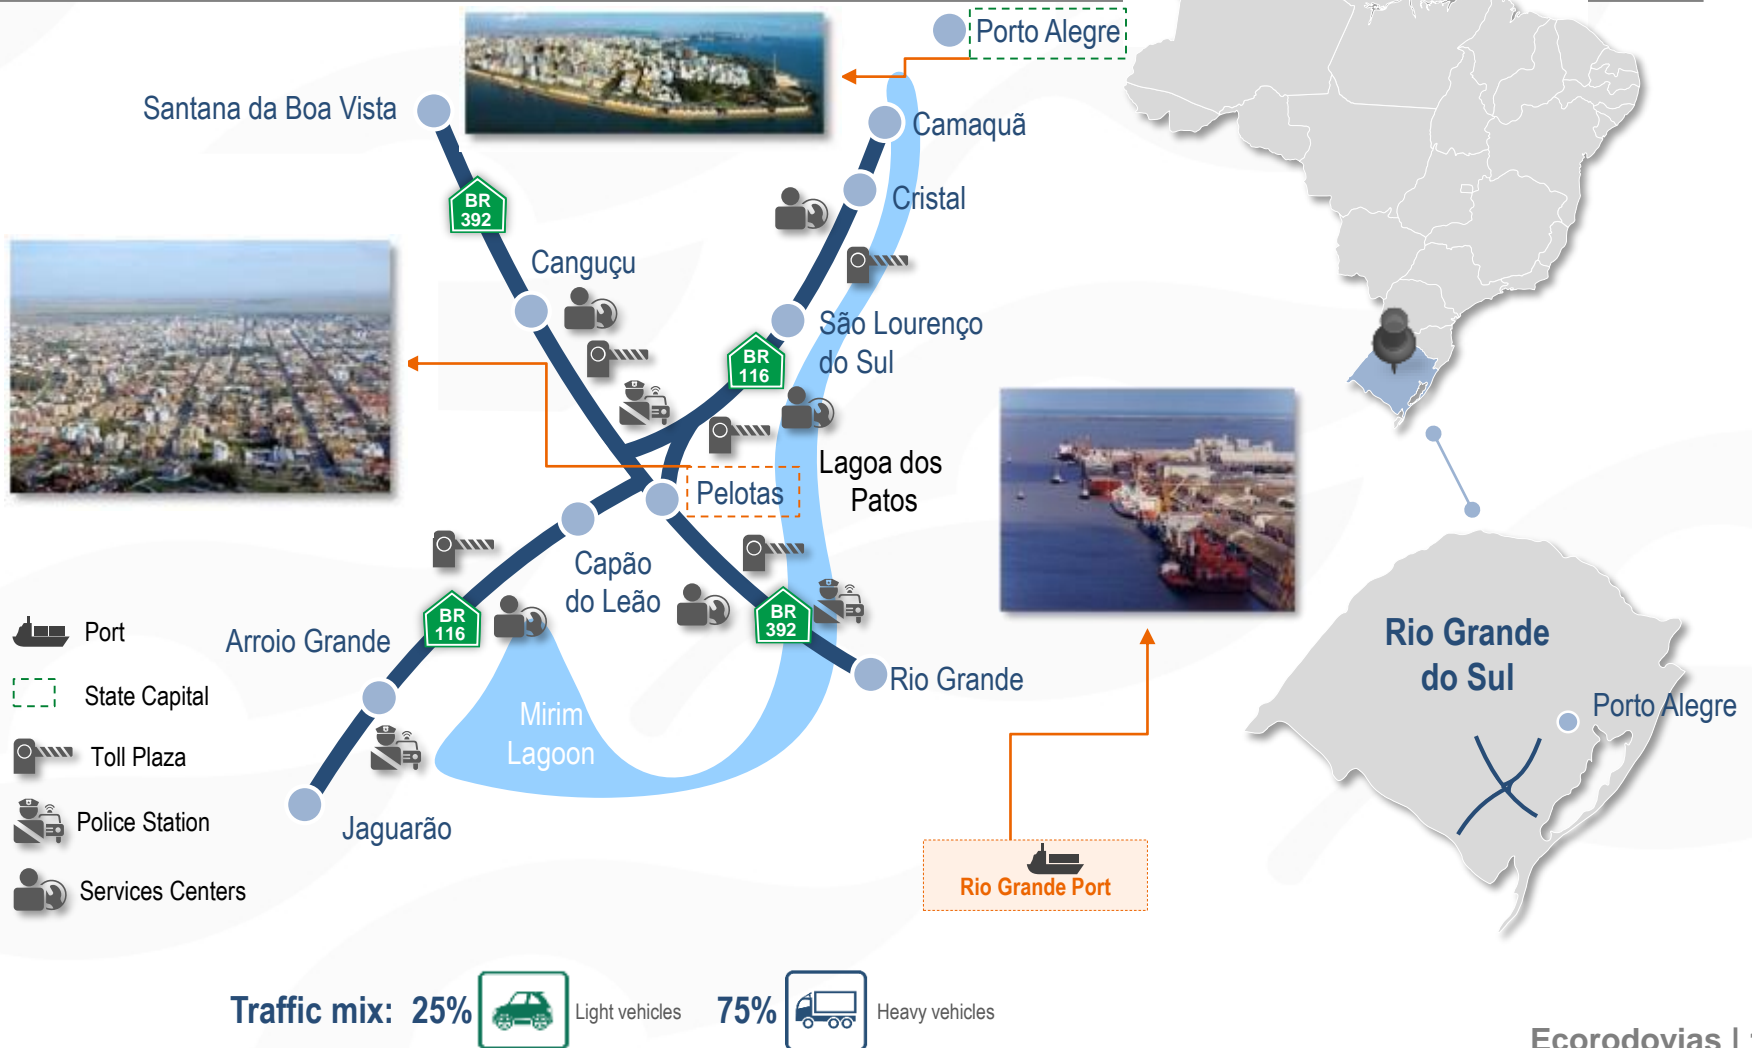 Porto Alegre
Santana da Boa Vista
Camaquã
BR
392
Cristal
Canguçu
São Lourenço
do Sul
BR
116
Lagoa dos
Patos
Pelotas
Capão
do Leão
BR
116
BR
392
Port
Arroio Grande
Rio Grande
do Sul
State Capital
Rio Grande
Porto Alegre
Mirim
Lagoon
Toll Plaza
Police Station
Jaguarão
Services Centers
Rio Grande Port
Traffic mix: 25% Light vehicles 75% Heavy vehicles
Ecorodovias |